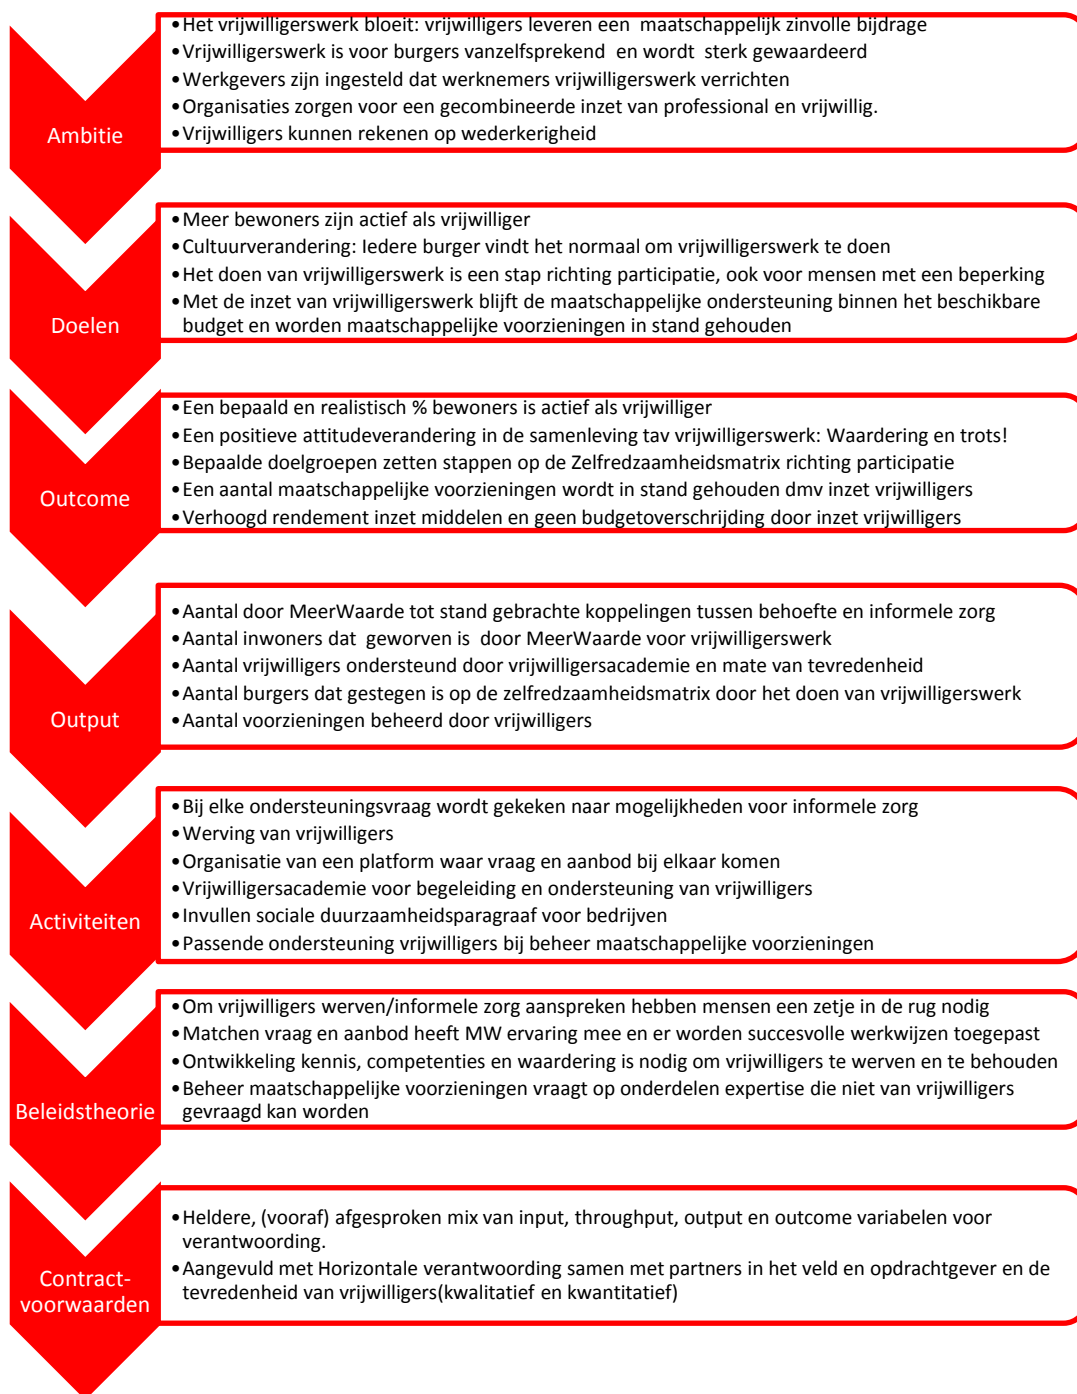 Ambitie
•Het vrijwilligerswerk bloeit: vrijwilligers leveren een maatschappelijk zinvolle bijdrage
•Vrijwilligerswerk is voor burgers vanzelfsprekend en wordt sterk gewaardeerd
•Werkgevers zijn ingesteld dat werknemers vrijwilligerswerk verrichten
•Organisaties zorgen voor een gecombineerde inzet van professional en vrijwillig.
•Vrijwilligers kunnen rekenen op wederkerigheid
Doelen
•Meer bewoners zijn actief als vrijwilliger
•Cultuurverandering: Iedere burger vindt het normaal om vrijwilligerswerk te doen
•Het doen van vrijwilligerswerk is een stap richting participatie, ook voor mensen met een beperking
•Met de inzet van vrijwilligerswerk blijft de maatschappelijke ondersteuning binnen het beschikbare
budget en worden maatschappelijke voorzieningen in stand gehouden
Outcome
•Een bepaald en realistisch % bewoners is actief als vrijwilliger
•Een positieve attitudeverandering in de samenleving tav vrijwilligerswerk: Waardering en trots!
•Bepaalde doelgroepen zetten stappen op de Zelfredzaamheidsmatrix richting participatie
•Een aantal maatschappelijke voorzieningen wordt in stand gehouden dmv inzet vrijwilligers
•Verhoogd rendement inzet middelen en geen budgetoverschrijding door inzet vrijwilligers
Output
•Aantal door MeerWaarde tot stand gebrachte koppelingen tussen behoefte en informele zorg
•Aantal inwoners dat geworven is door MeerWaarde voor vrijwilligerswerk
•Aantal vrijwilligers ondersteund door vrijwilligersacademie en mate van tevredenheid
•Aantal burgers dat gestegen is op de zelfredzaamheidsmatrix door het doen van vrijwilligerswerk
•Aantal voorzieningen beheerd door vrijwilligers
Activiteiten
•Bij elke ondersteuningsvraag wordt gekeken naar mogelijkheden voor informele zorg
•Werving van vrijwilligers
•Organisatie van een platform waar vraag en aanbod bij elkaar komen
•Vrijwilligersacademie voor begeleiding en ondersteuning van vrijwilligers
•Invullen sociale duurzaamheidsparagraaf voor bedrijven
•Passende ondersteuning vrijwilligers bij beheer maatschappelijke voorzieningen
Beleidstheorie
•Om vrijwilligers werven/informele zorg aanspreken hebben mensen een zetje in de rug nodig
•Matchen vraag en aanbod heeft MW ervaring mee en er worden succesvolle werkwijzen toegepast
•Ontwikkeling kennis, competenties en waardering is nodig om vrijwilligers te werven en te behouden
•Beheer maatschappelijke voorzieningen vraagt op onderdelen expertise die niet van vrijwilligers
gevraagd kan worden
Contract-
voorwaarden
•Heldere, (vooraf) afgesproken mix van input, throughput, output en outcome variabelen voor
verantwoording.
•Aangevuld met Horizontale verantwoording samen met partners in het veld en opdrachtgever en de
tevredenheid van vrijwilligers(kwalitatief en kwantitatief)